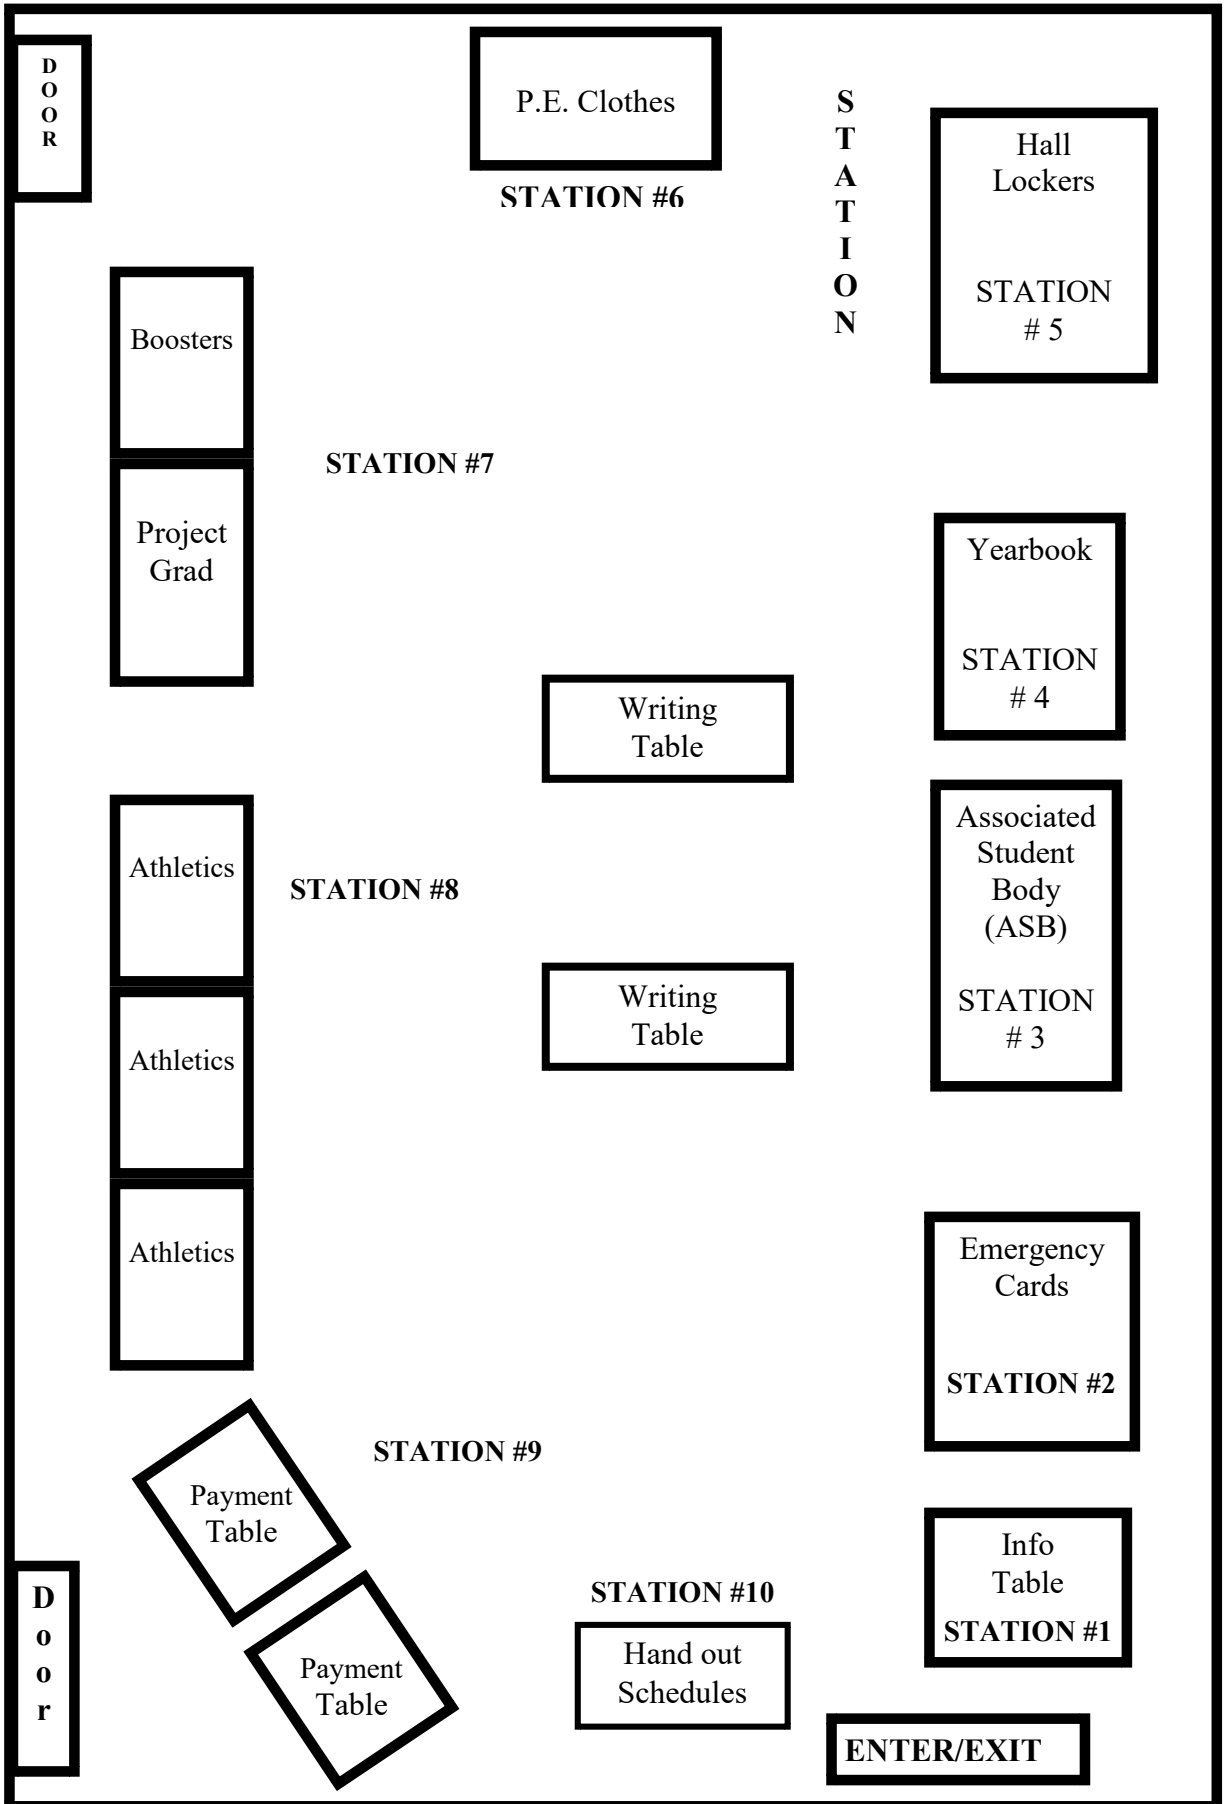 DOOR
P.E. Clothes
STATION #6
STATION
Hall
Lockers
STATION
# 5
Boosters
STATION #7
Project
Grad
Yearbook
STATION
# 4
Writing
Table
Associated
Student
Body
(ASB)
STATION
# 3
Athletics
STATION #8
Writing
Table
Athletics
Athletics
Emergency
Cards
STATION #2
STATION #9
Payment
Table
Info
Table
STATION #1
Door
Payment
Table
STATION #10
Hand out
Schedules
ENTER/EXIT